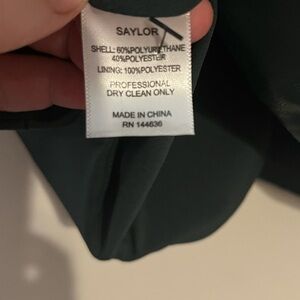 SAYLOR
SHELL: 60%POLYURETHANE
40%POLYESTER
LINING: 100%POLYESTER
PROFESSIONAL
DRY CLEAN ONLY
MADE IN CHINA
RN 144636